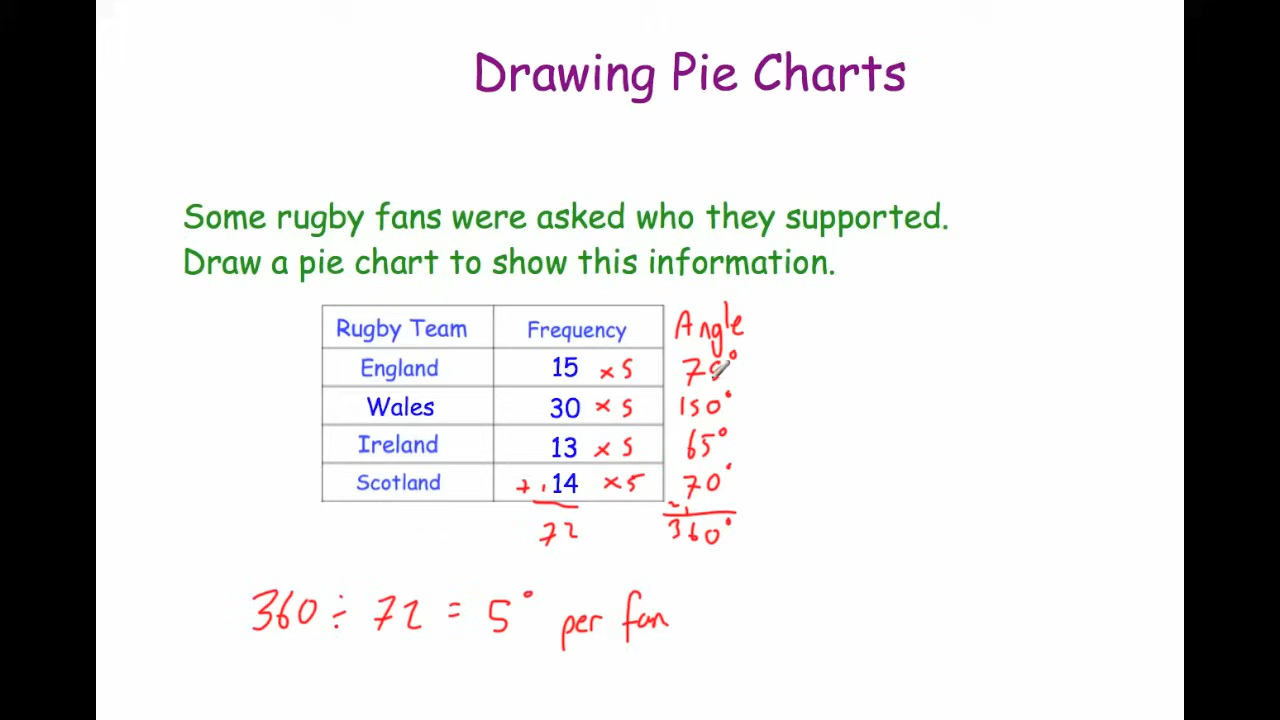 Drawing Pie Charts
Some rugby fans were asked who they supported.
Draw a pie chart to show this information.
Rugby Team Frequency Angle
England 15 × 5 75°
Wales 30 × 5 150°
Ireland 13 × 5 65°
Scotland + 1 14 × 5 70°
72 360°
360 ÷ 72 = 5° per fan